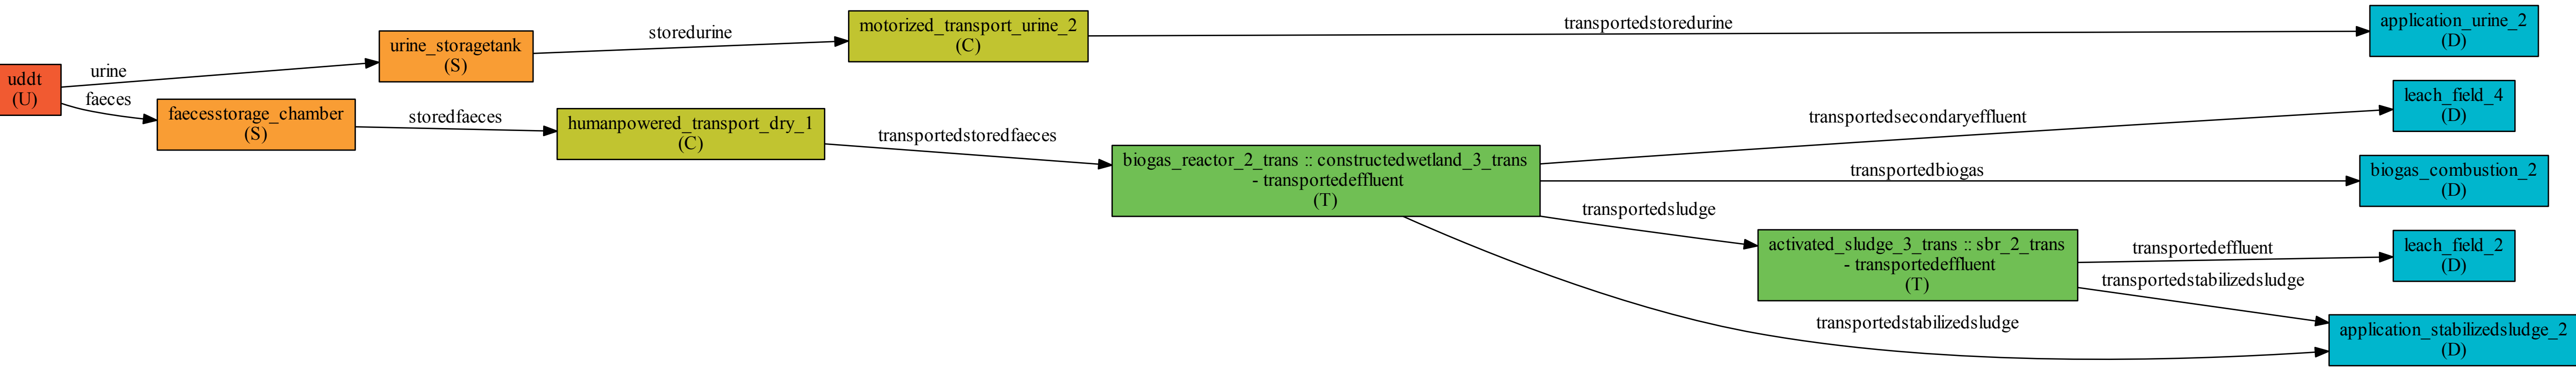 uddt
(U)
urine
faeces
urine_storagetank
(S)
faecesstorage_chamber
(S)
storedurine
storedfaeces
motorized_transport_urine_2
(C)
humanpowered_transport_dry_1
(C)
transportedstoredurine
transportedstoredfaeces
biogas_reactor_2_trans :: constructedwetland_3_trans
- transportedeffluent
(T)
transportedsecondaryeffluent
transportedbiogas
transportedsludge
transportedstabilizedsludge
activated_sludge_3_trans :: sbr_2_trans
- transportedeffluent
(T)
transportedeffluent
transportedstabilizedsludge
application_urine_2
(D)
leach_field_4
(D)
biogas_combustion_2
(D)
leach_field_2
(D)
application_stabilizedsludge_2
(D)